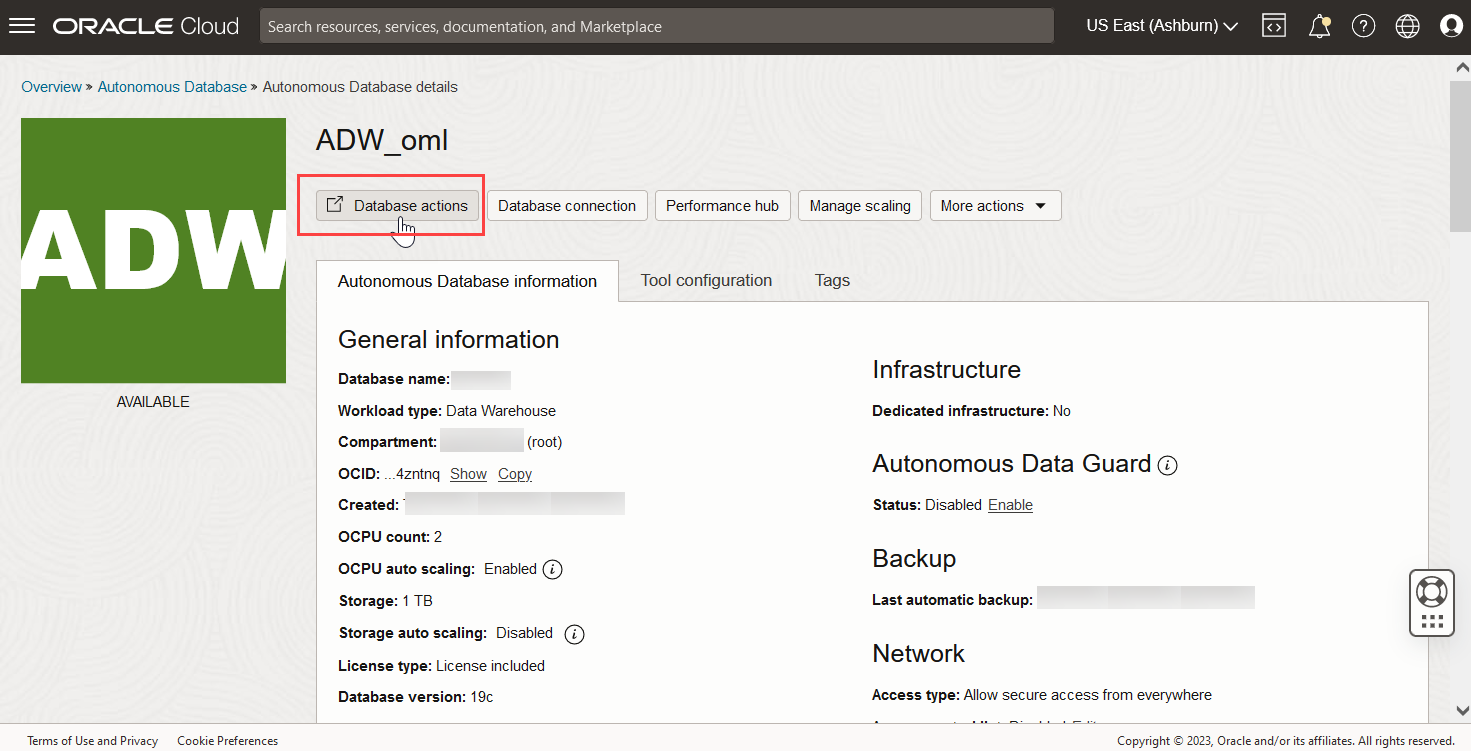 ORACLE Cloud
Search resources, services, documentation, and Marketplace
US East (Ashburn)
Overview » Autonomous Database » Autonomous Database details
ADW
AVAILABLE
ADW_oml
Database actions
Database connection
Performance hub
Manage scaling
More actions
Autonomous Database information
Tool configuration
Tags
General information
Database name:
Workload type: Data Warehouse
Compartment: (root)
OCID: ...4zntnq Show Copy
Created:
OCPU count: 2
OCPU auto scaling: Enabled
Storage: 1 TB
Storage auto scaling: Disabled
License type: License included
Database version: 19c
Infrastructure
Dedicated infrastructure: No
Autonomous Data Guard
Status: Disabled Enable
Backup
Last automatic backup:
Network
Access type: Allow secure access from everywhere
Terms of Use and Privacy
Cookie Preferences
Copyright © 2023, Oracle and/or its affiliates. All rights reserved.